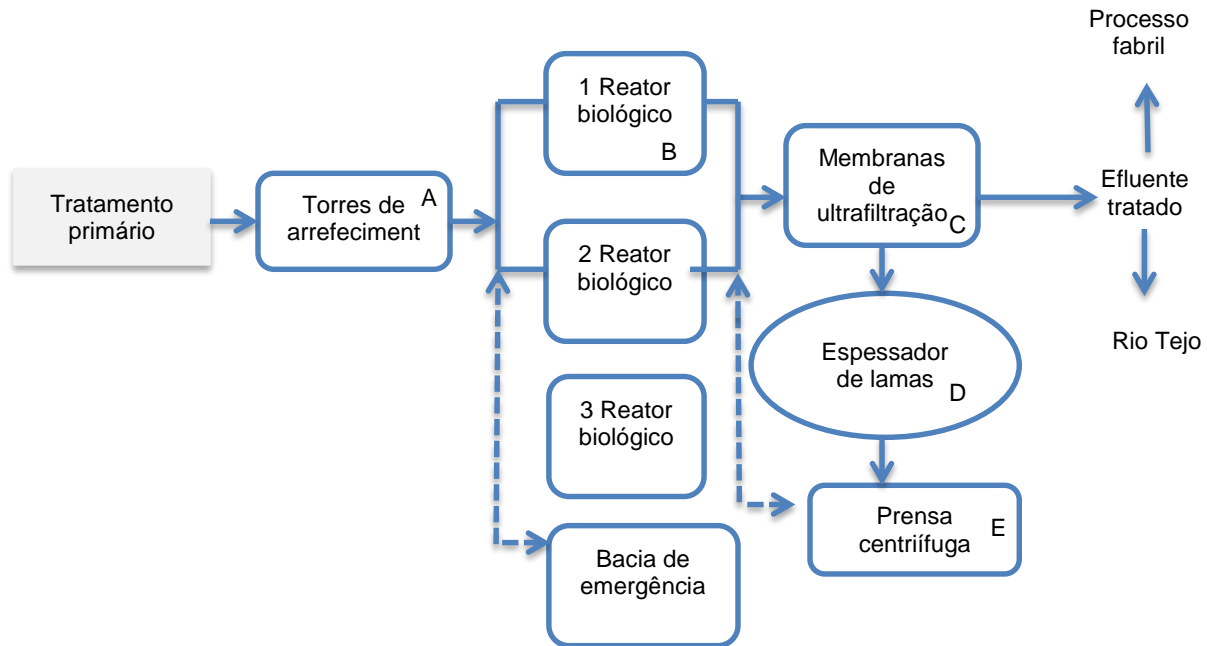 Processo
fabril
1 Reator
biológico
B
Membranas
de
ultrafiltração
C
Tratamento
primário
Torres de
arrefeciment
A
Efluente
tratado
2 Reator
biológico
Rio Tejo
Espessador
de lamas
D
3 Reator
biológico
Prensa
centriífuga
E
Bacia de
emergência